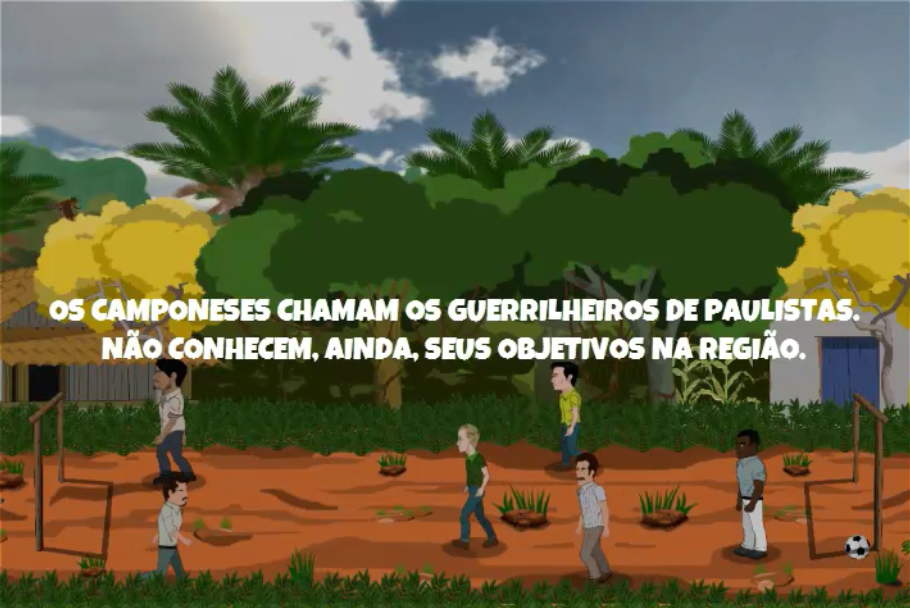 OS CAMPONESES CHAMAM OS GUERRILHEIROS DE PAULISTAS.
NÃO CONHECEM, AINDA, SEUS OBJETIVOS NA REGIÃO.